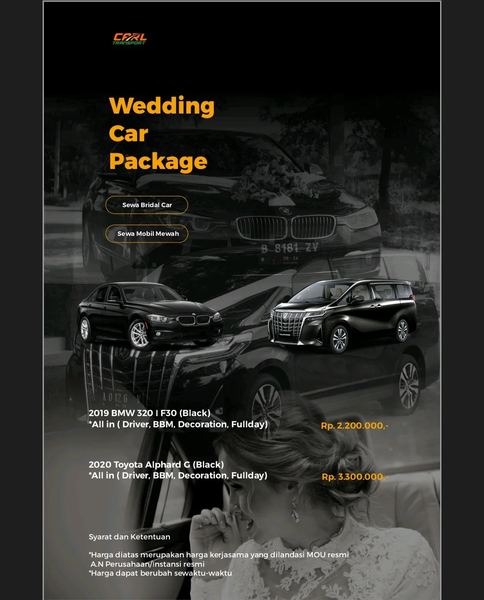 CARL
TRANSPORT
Wedding
Car
Package
Sewa Bridal Car
Sewa Mobil Mewah
B 8181 ZV
2019 BMW 320 I F30 (Black)
*All in ( Driver, BBM, Decoration, Fullday)
Rp. 2.200.000,-
2020 Toyota Alphard G (Black)
*All in ( Driver, BBM, Decoration, Fullday)
Rp. 3.300.000,-
Syarat dan Ketentuan
*Harga diatas merupakan harga kerjasama yang dilandasi MOU resmi
A.N Perusahaan/instansi resmi
*Harga dapat berubah sewaktu-waktu